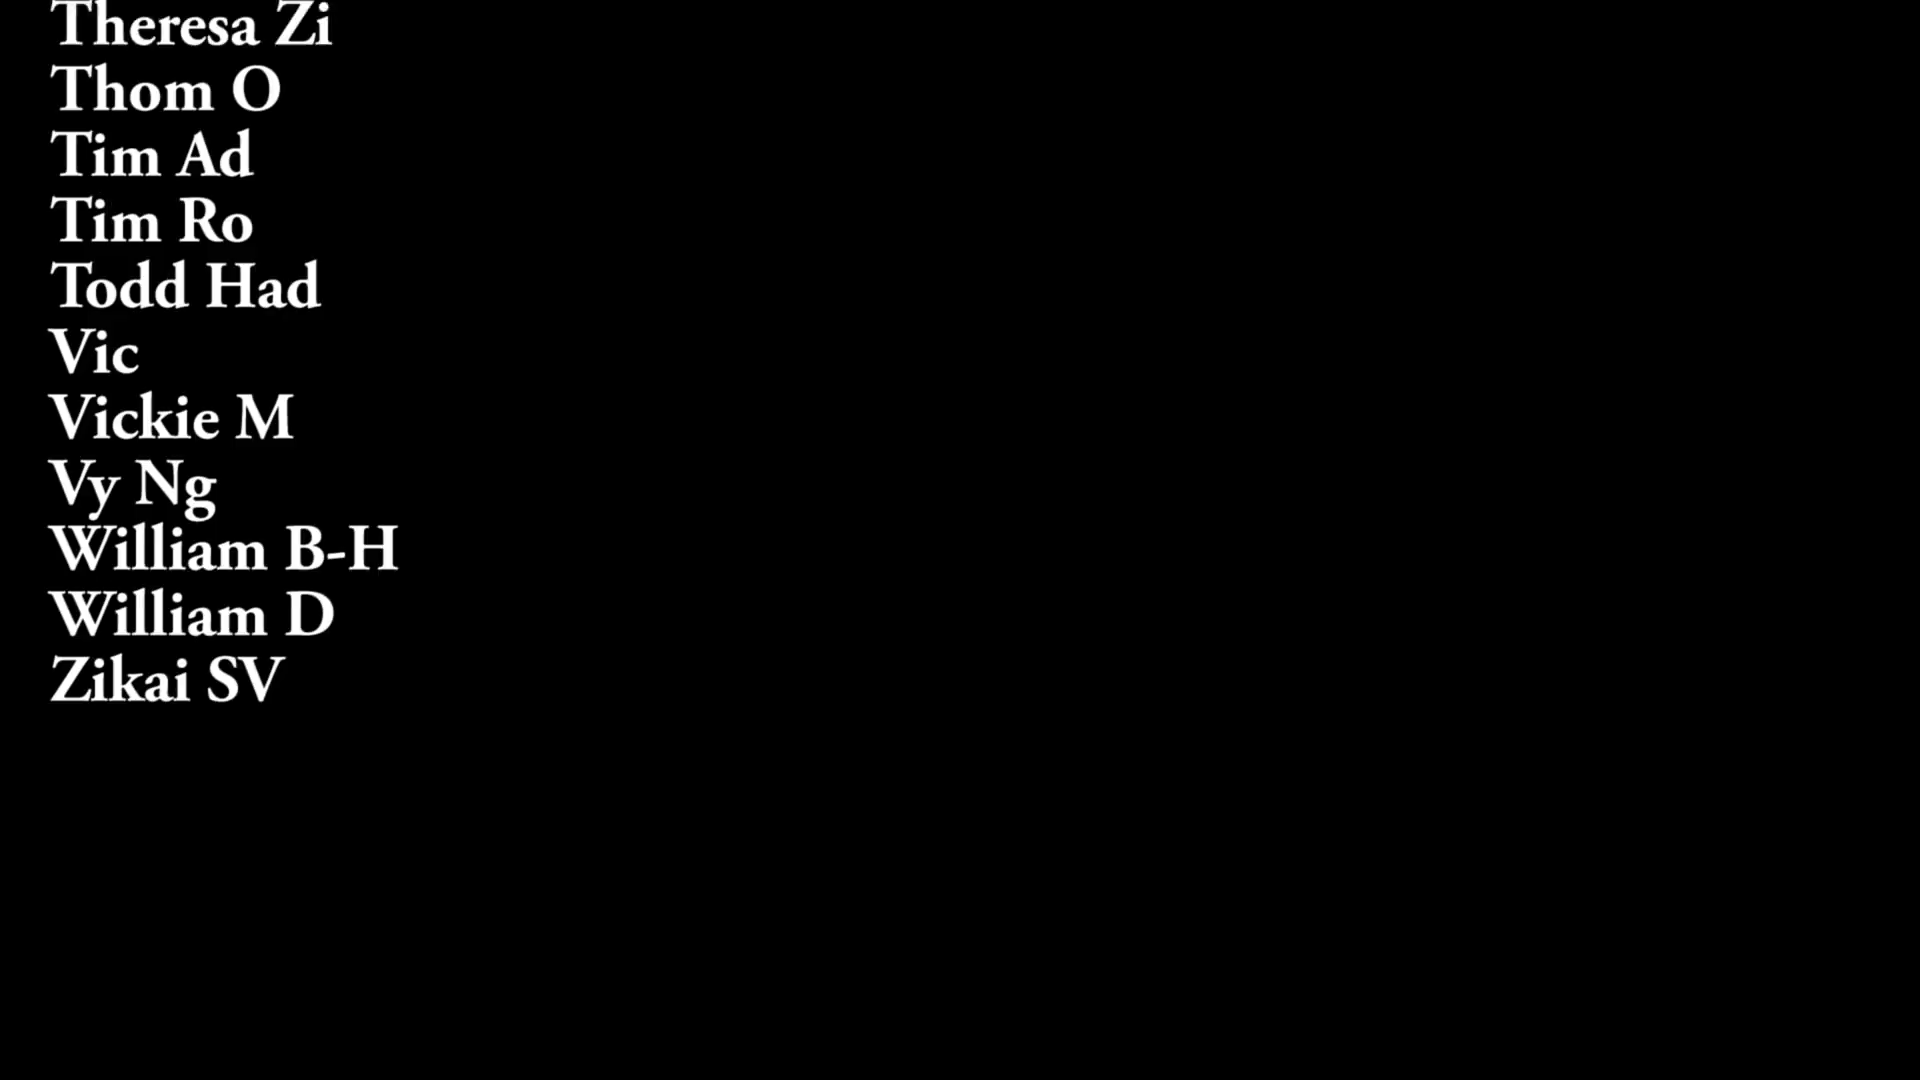 Theresa Zi
Thom O
Tim Ad
Tim Ro
Todd Had
Vic
Vickie M
Vy Ng
William B-H
William D
Zikai SV